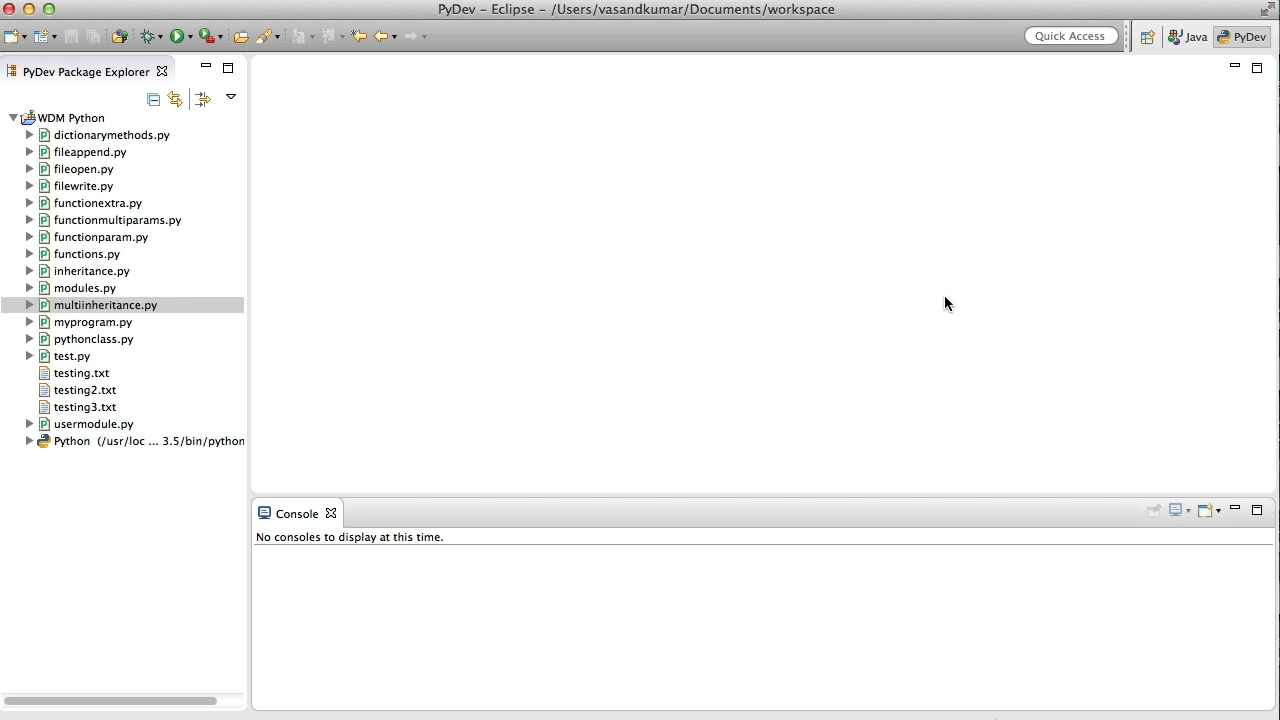 PyDev - Eclipse - /Users/vasandkumar/Documents/workspace
Quick Access
Java
PyDev
PyDev Package Explorer
WDM Python
dictionarymethods.py
fileappend.py
fileopen.py
filewrite.py
functionextra.py
functionmultiparams.py
functionparam.py
functions.py
inheritance.py
modules.py
multiinheritance.py
myprogram.py
pythonclass.py
test.py
testing.txt
testing2.txt
testing3.txt
usermodule.py
Python (/usr/loc ... 3.5/bin/python
Console
No consoles to display at this time.